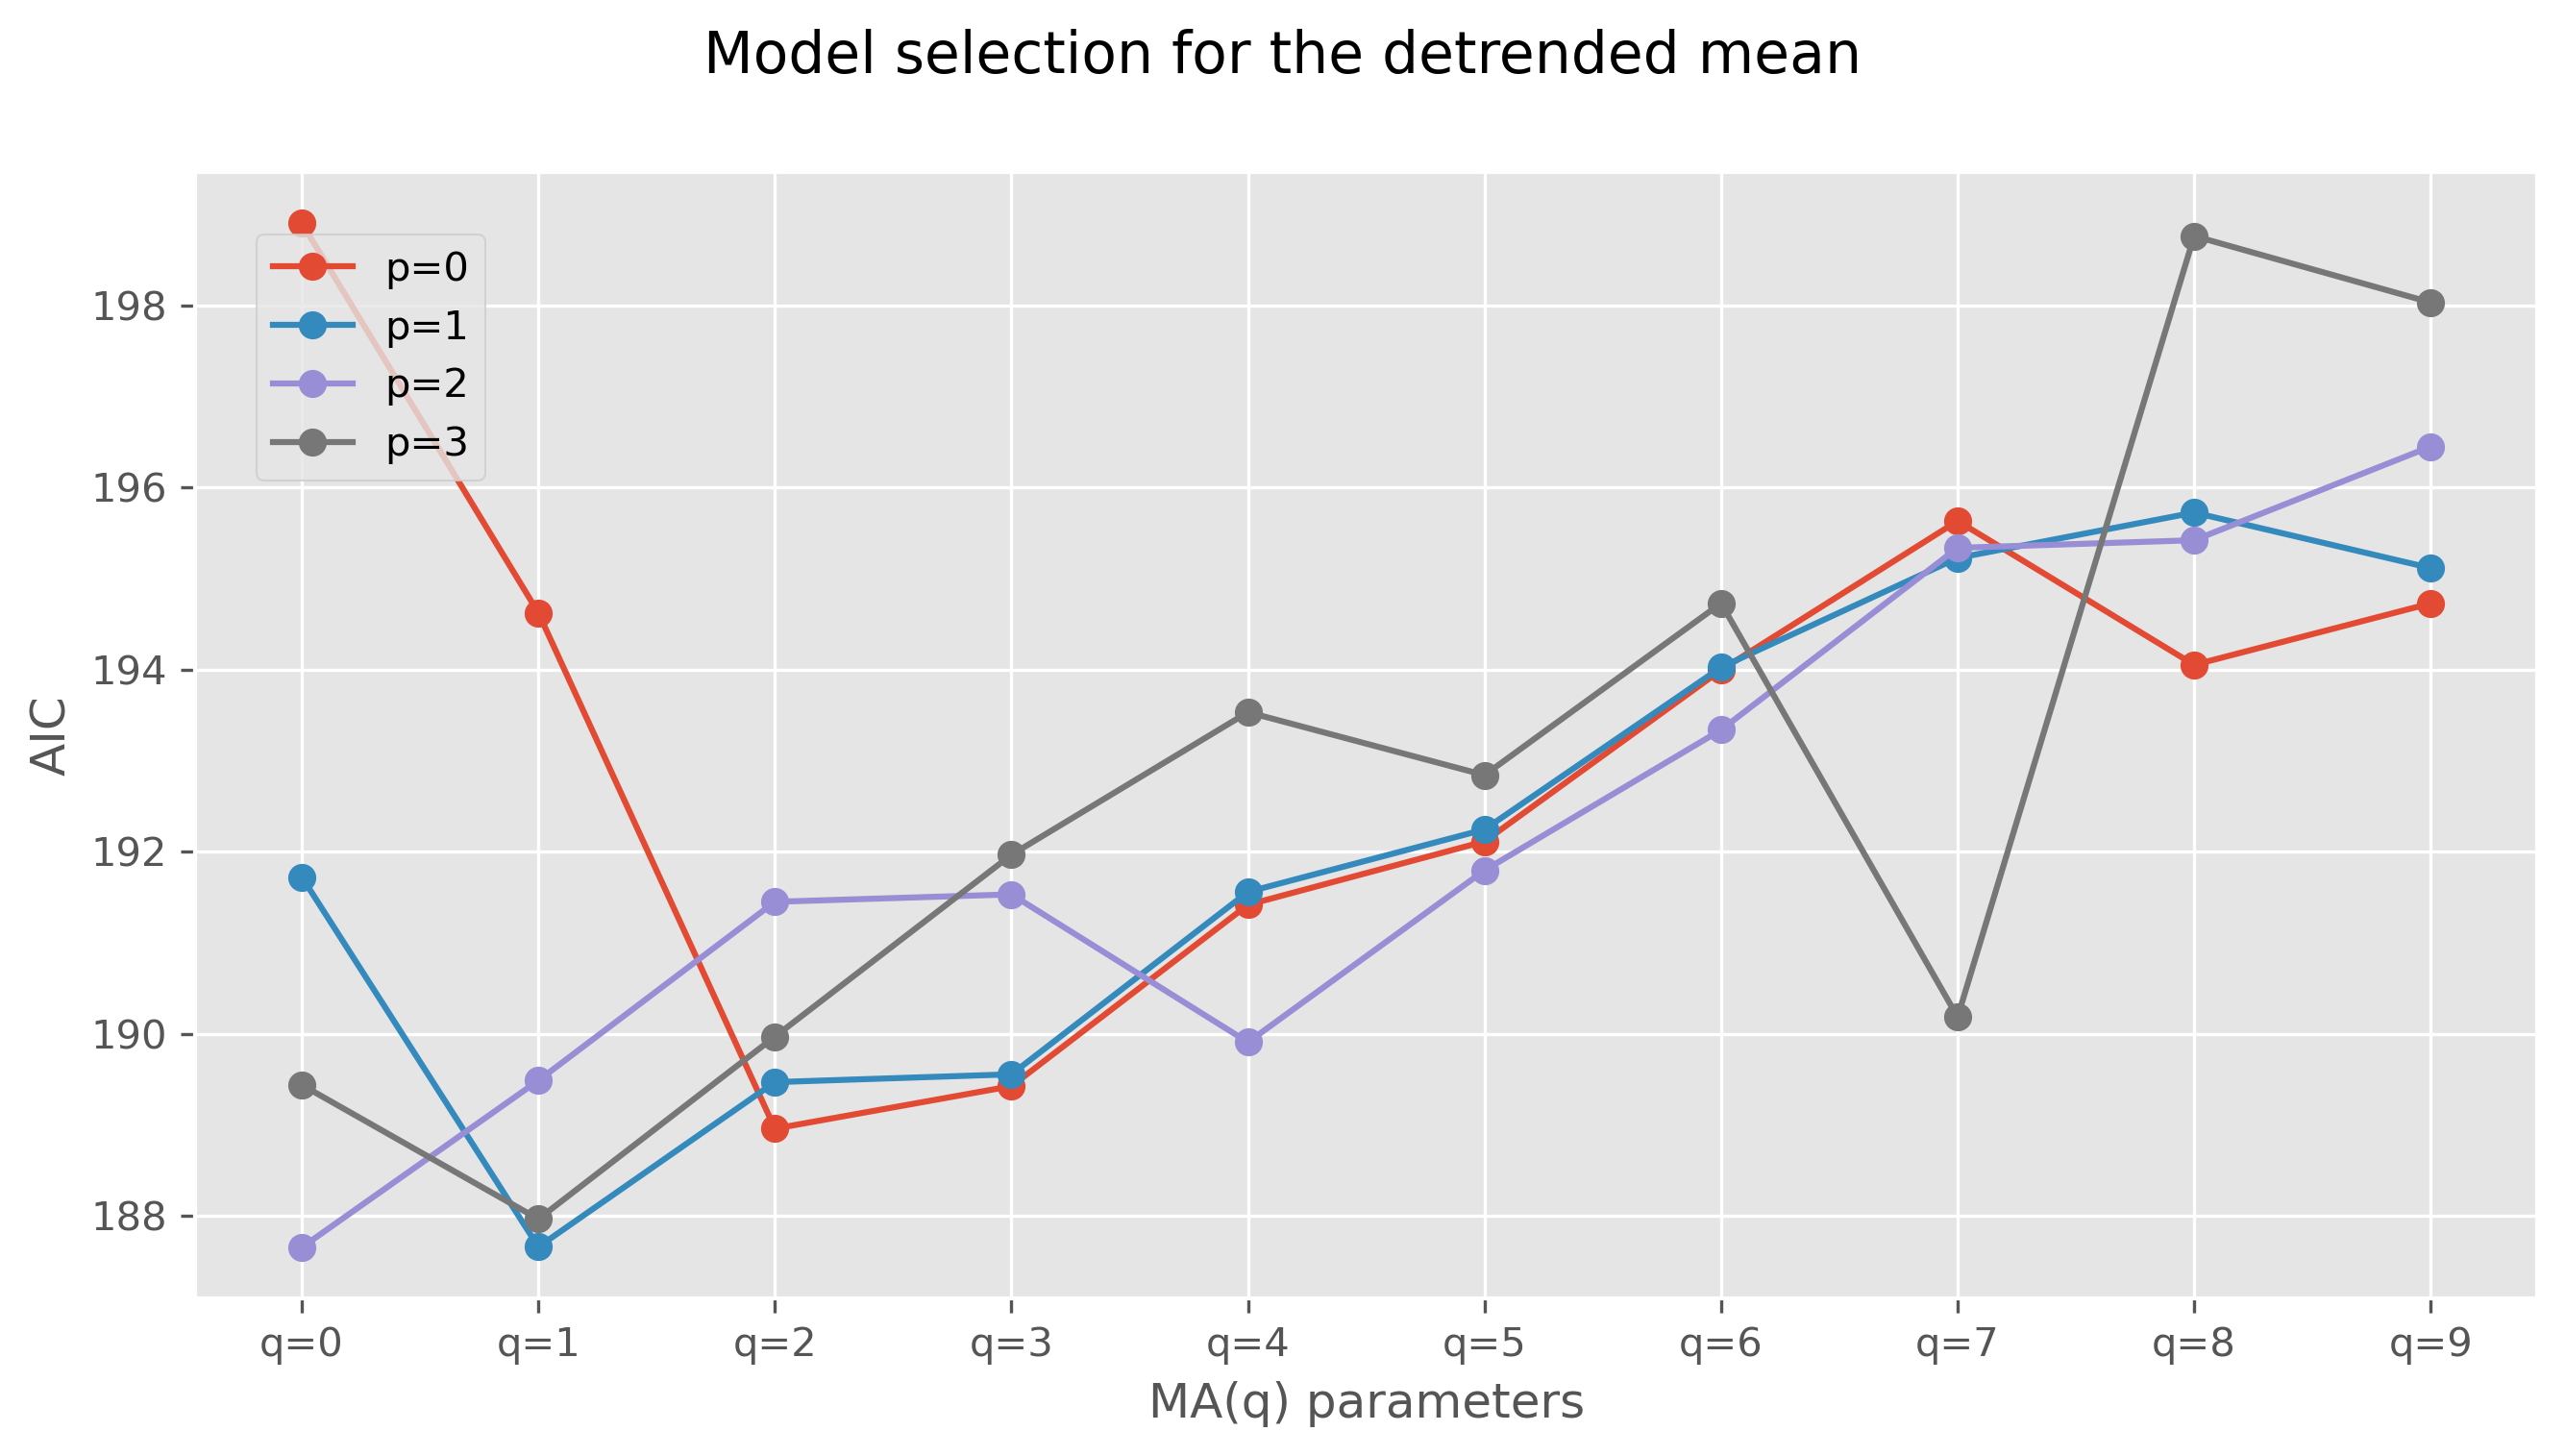 Model selection for the detrended mean
p=0
p=1
p=2
p=3
198
196
194
192
190
188
AIC
q=0 q=1 q=2 q=3 q=4 q=5 q=6 q=7 q=8 q=9
MA(q) parameters